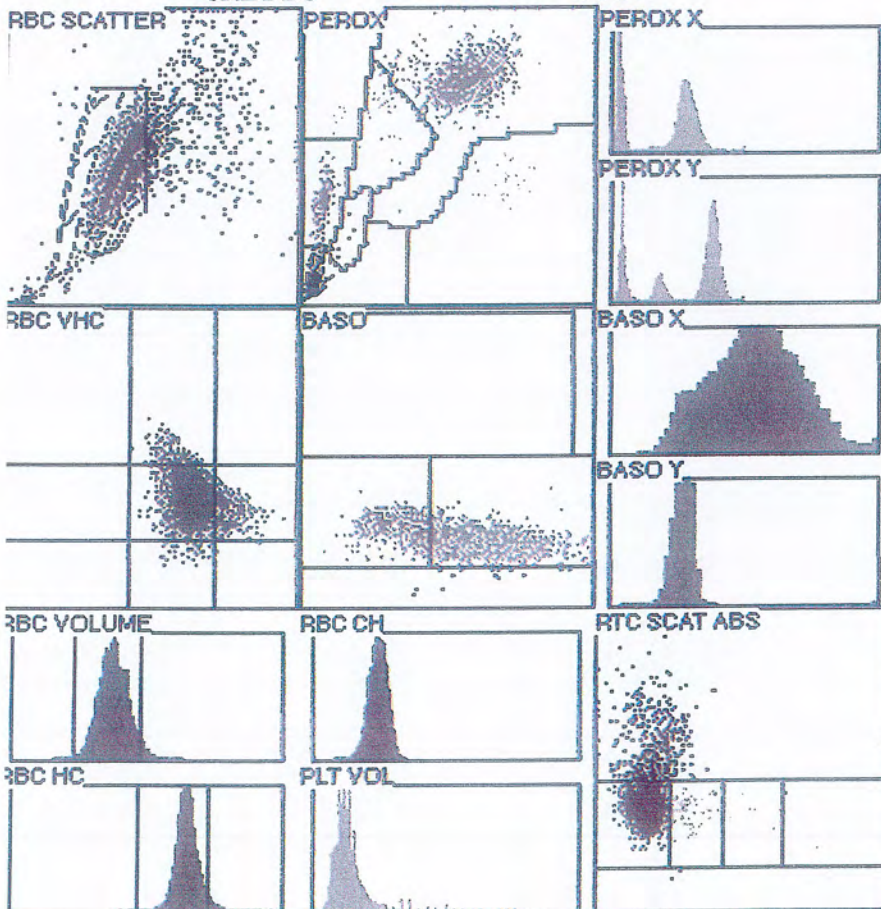 RBC SCATTER
PEROX
PEROX X
PEROX Y
RBC VHC
BASO
BASO X
BASO Y
RBC VOLUME
RBC CH
RTC SCAT ABS
RBC HC
PLT VOL